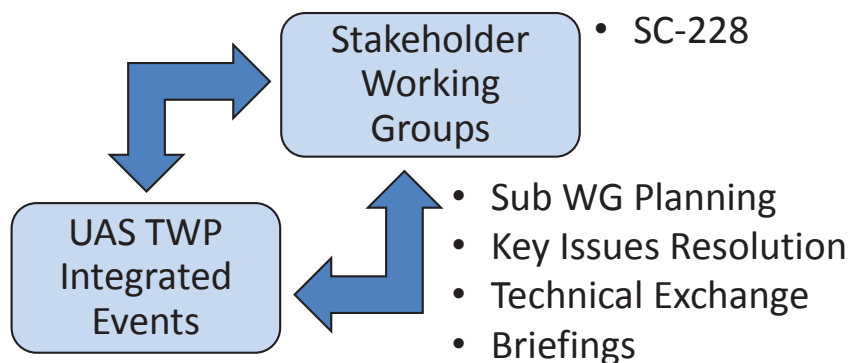 Stakeholder
Working
Groups
• SC-228
UAS TWP
Integrated
Events
• Sub WG Planning
• Key Issues Resolution
• Technical Exchange
• Briefings